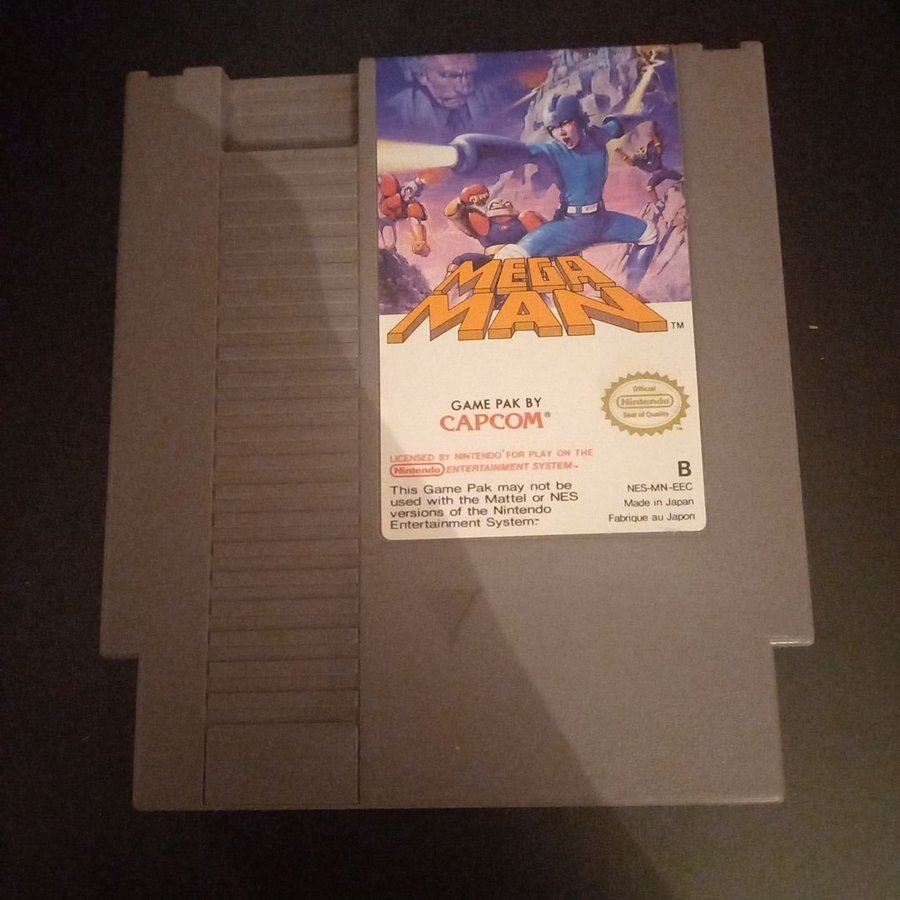 MEGA
MAN™
GAME PAK BY
CAPCOM®
Official
Nintendo
Seal of Quality
™
LICENSED BY NINTENDO® FOR PLAY ON THE
Nintendo ENTERTAINMENT SYSTEM™
This Game Pak may not be
used with the Mattel or NES
versions of the Nintendo
Entertainment System™
B
NES-MN-EEC
Made in Japan
Fabriqué au Japon